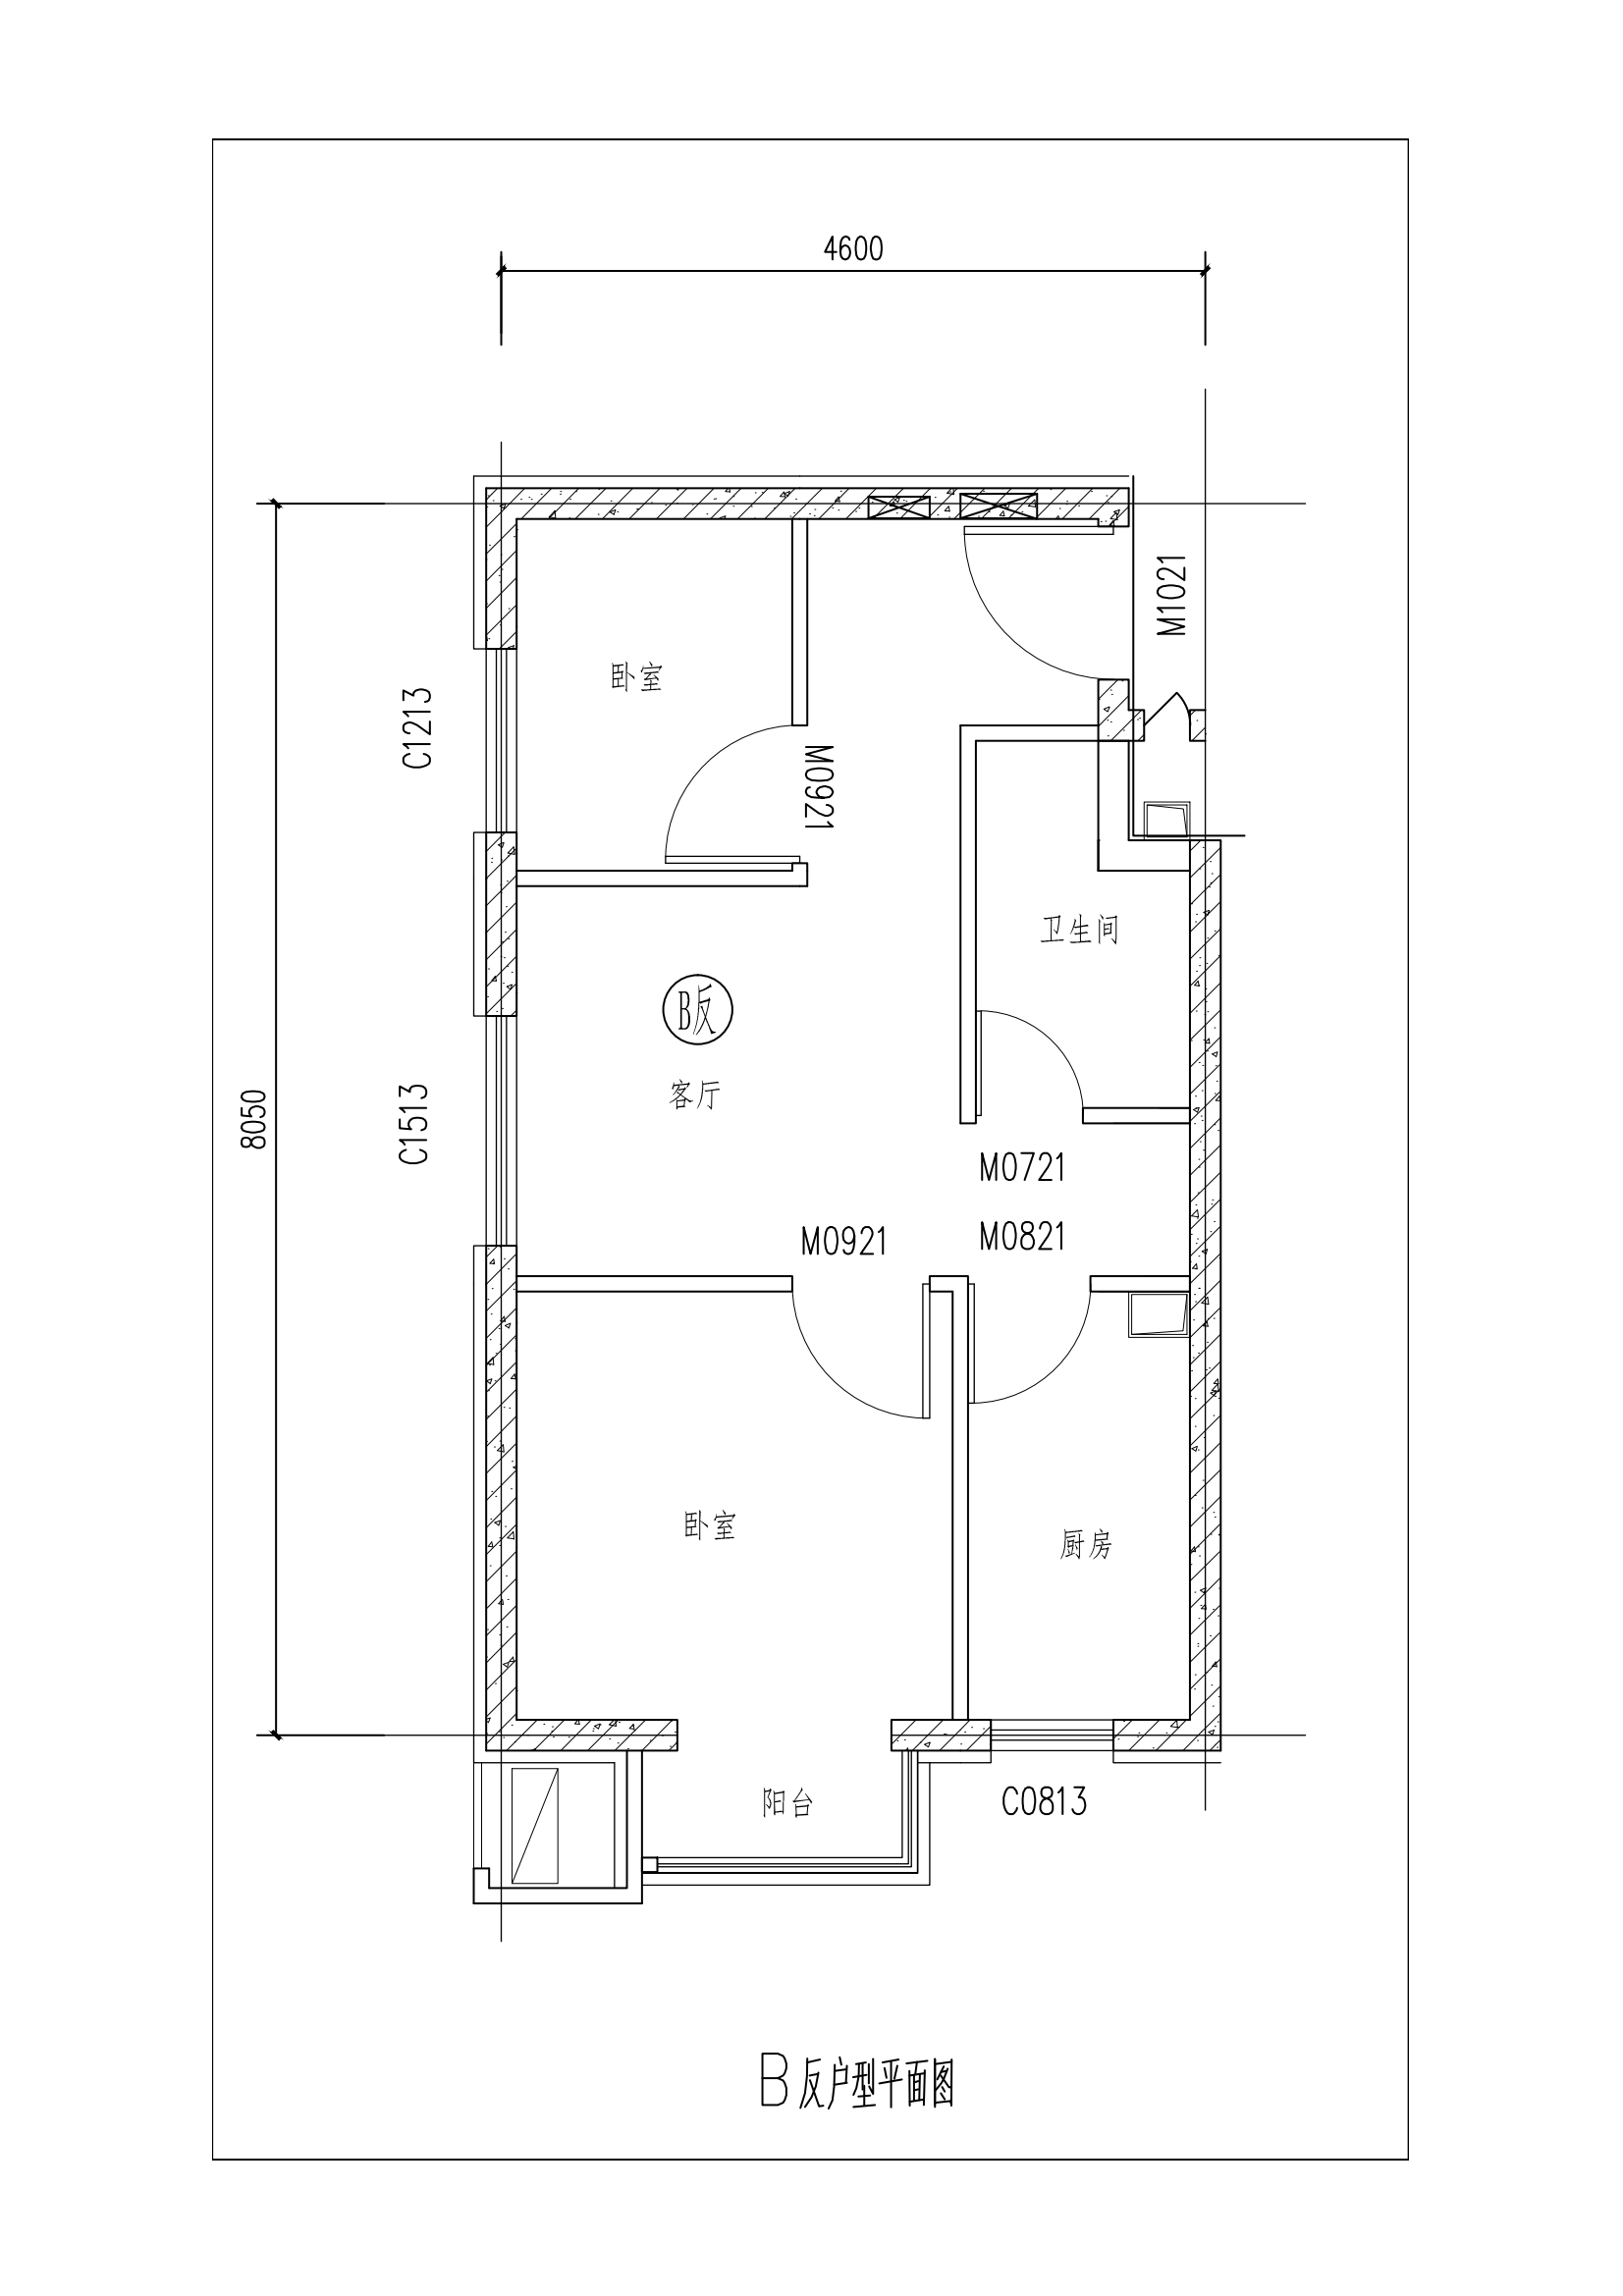 4600
M1021
卧室
C1213
M0921
卫生间
B反
客厅
8050
C1513
M0721
M0921
M0821
卧室
厨房
阳台
C0813
B反户型平面图